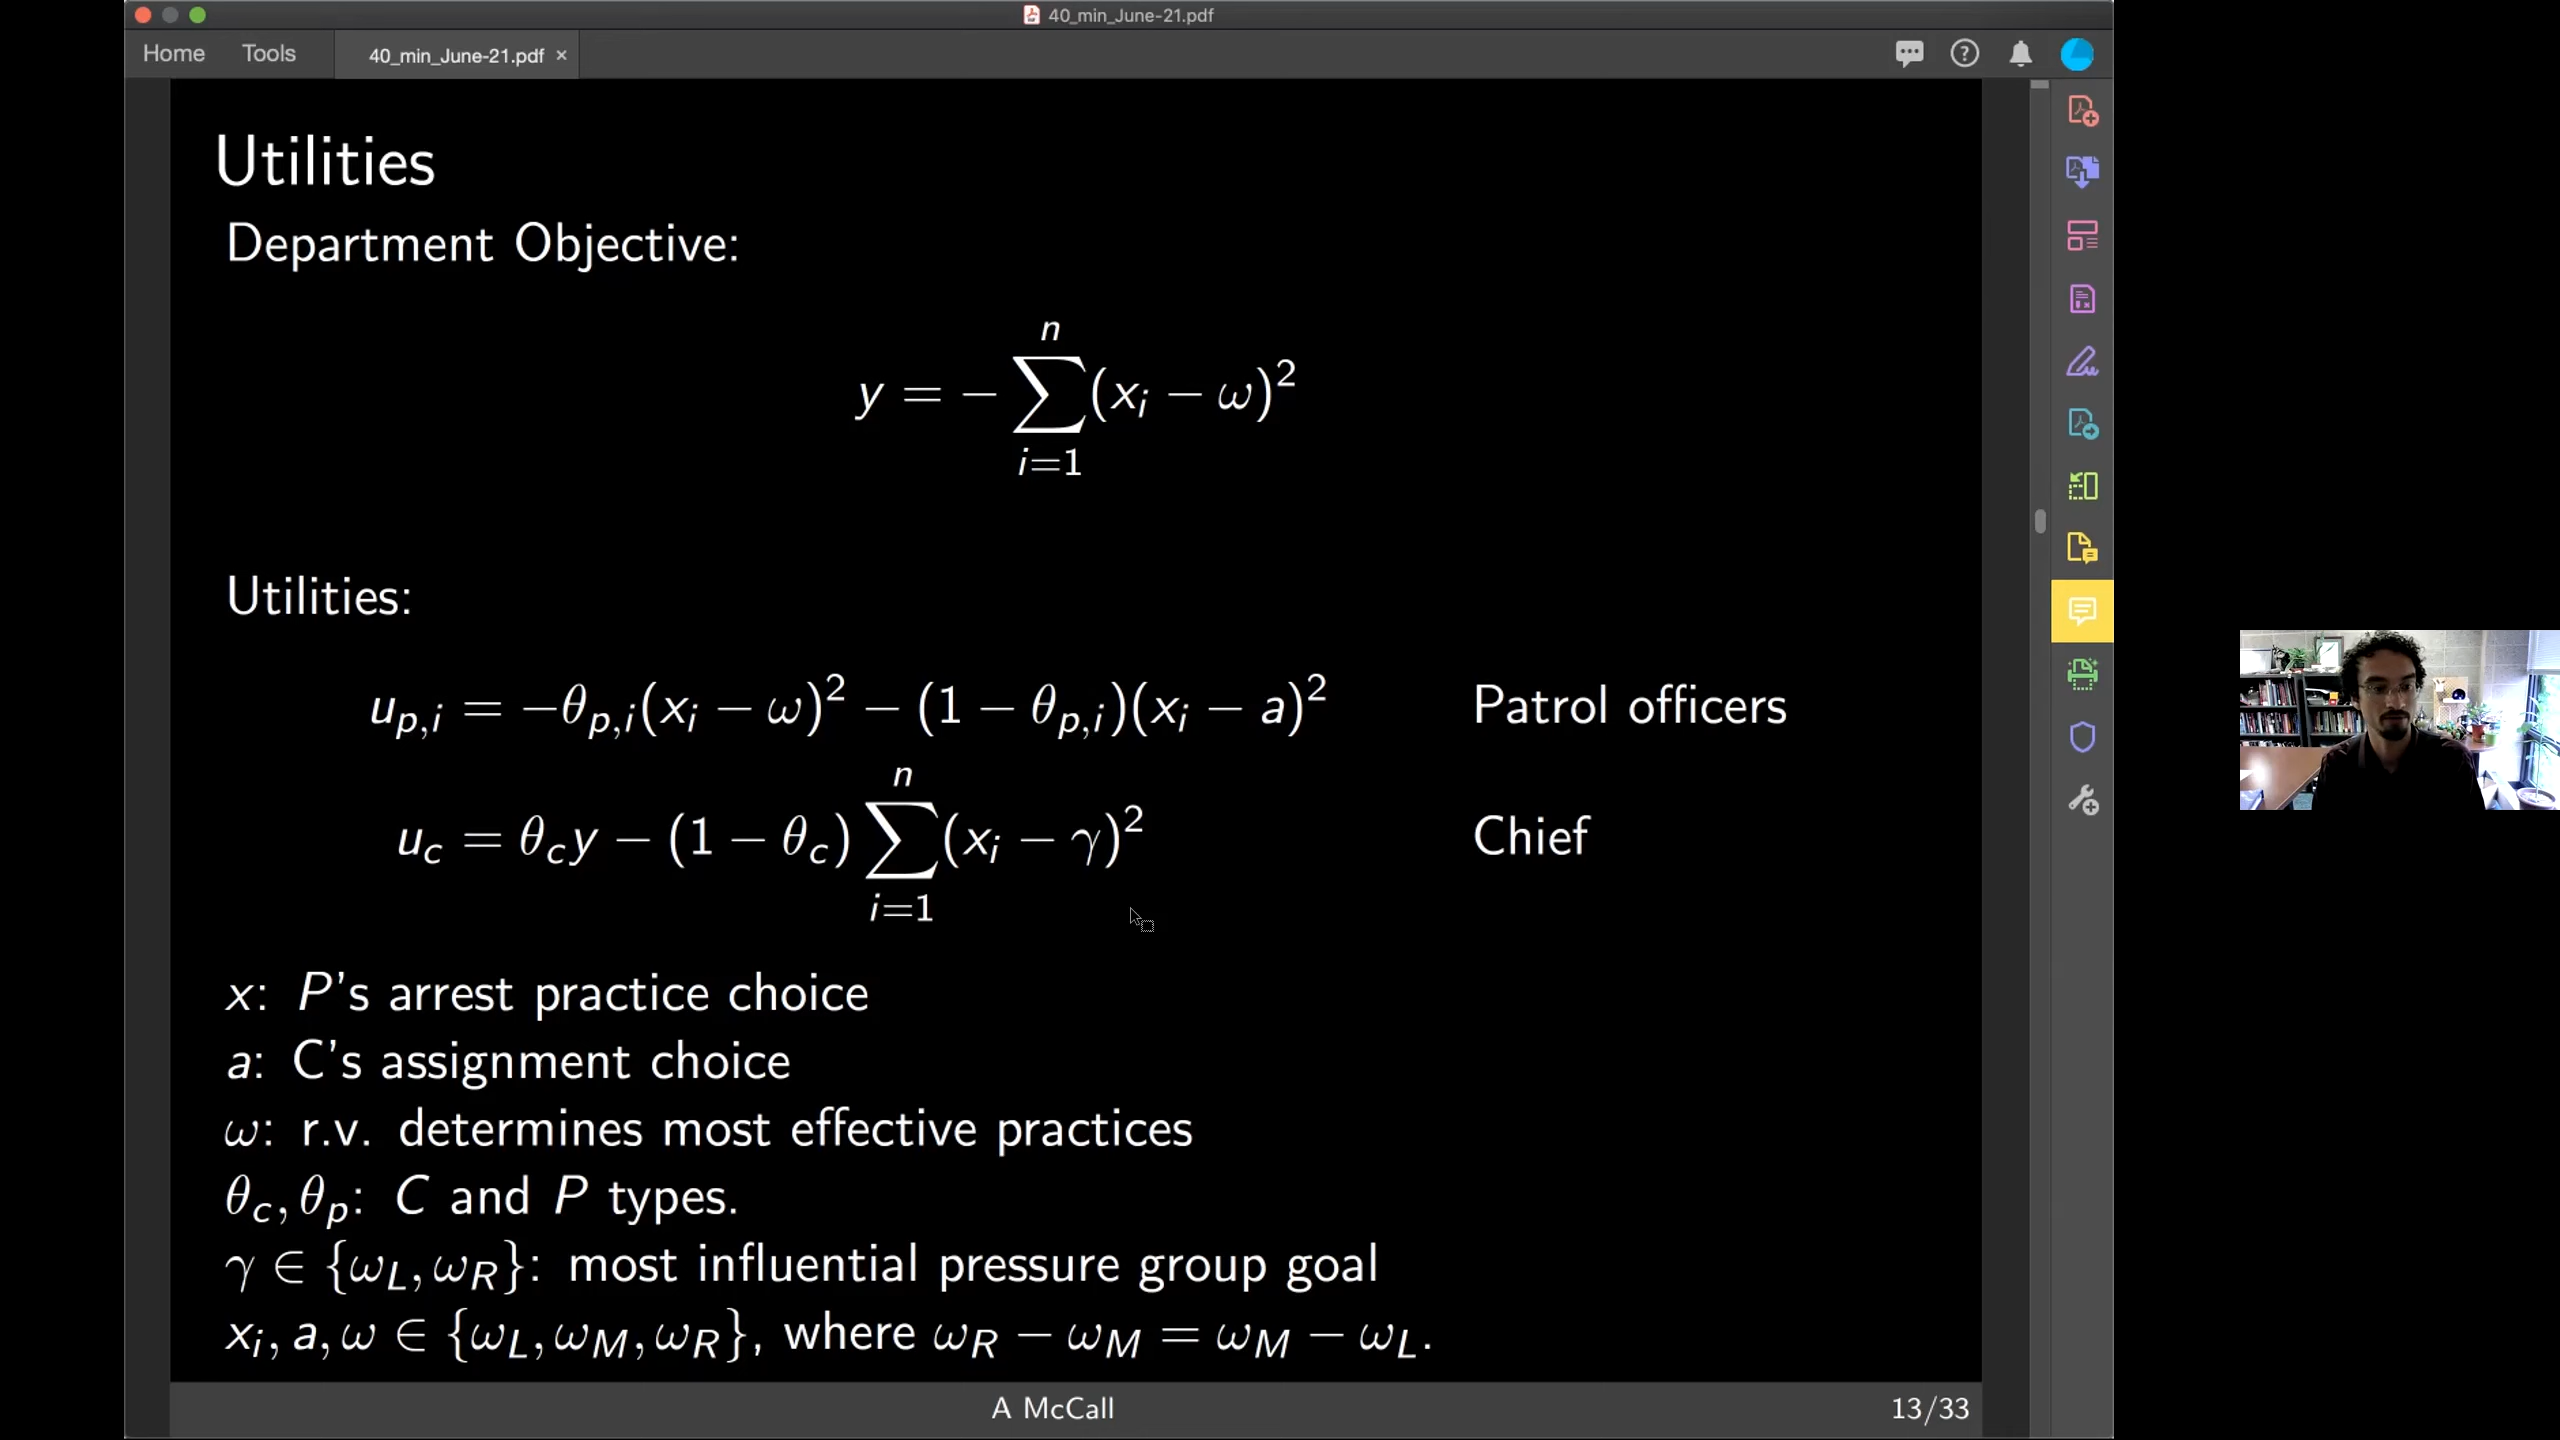 40_min_June-21.pdf
Home Tools 40_min_June-21.pdf ×
Utilities
Department Objective:
y = −∑_{i=1}^{n}(x_i − ω)²
Utilities:
u_{p,i} = −θ_{p,i}(x_i − ω)² − (1 − θ_{p,i})(x_i − a)² Patrol officers
u_c = θ_c y − (1 − θ_c) ∑_{i=1}^{n}(x_i − γ)² Chief
x: P's arrest practice choice
a: C's assignment choice
ω: r.v. determines most effective practices
θ_c, θ_p: C and P types.
γ ∈ {ω_L, ω_R}: most influential pressure group goal
x_i, a, ω ∈ {ω_L, ω_M, ω_R}, where ω_R − ω_M = ω_M − ω_L.
A McCall 13/33